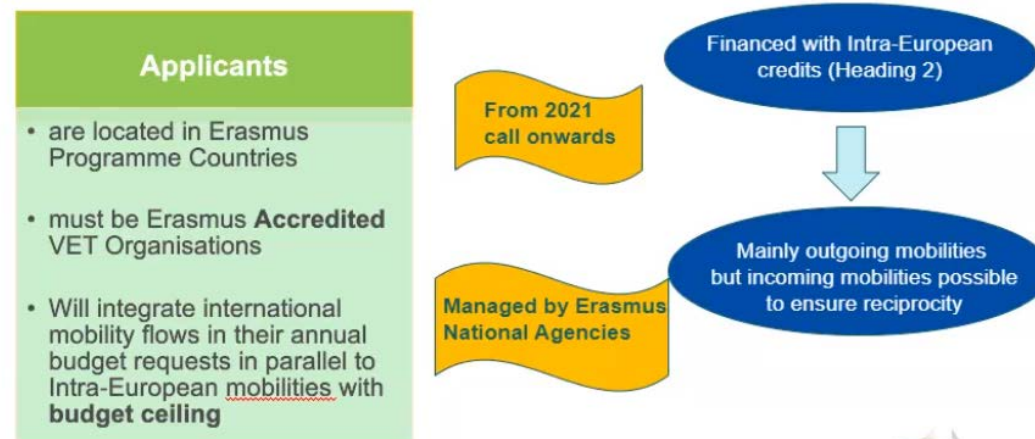 Applicants
• are located in Erasmus
Programme Countries
• must be Erasmus Accredited
VET Organisations
• Will integrate international
mobility flows in their annual
budget requests in parallel to
Intra-European mobilities with
budget ceiling
From 2021
call onwards
Managed by Erasmus
National Agencies
Financed with Intra-European
credits (Heading 2)
Mainly outgoing mobilities
but incoming mobilities possible
to ensure reciprocity